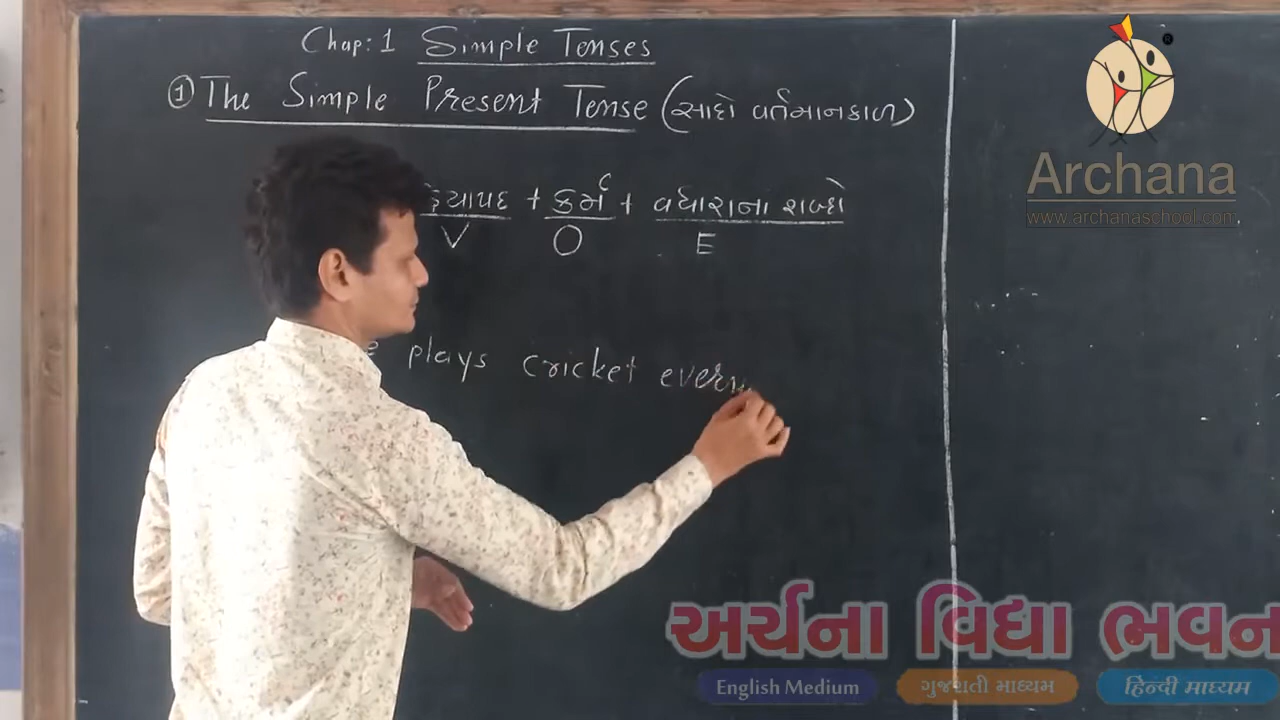 Chap: 1 Simple Tenses
① The Simple Present Tense (સાદો વર્તમાનકાળ)
+ કર્મ + વધારાના શબ્દો
V O E
plays cricket every
Archana
www.archanaschool.com
અર્ચના વિદ્યા ભવન
English Medium ગુજરાતી માધ્યમ हिन्दी माध्यम